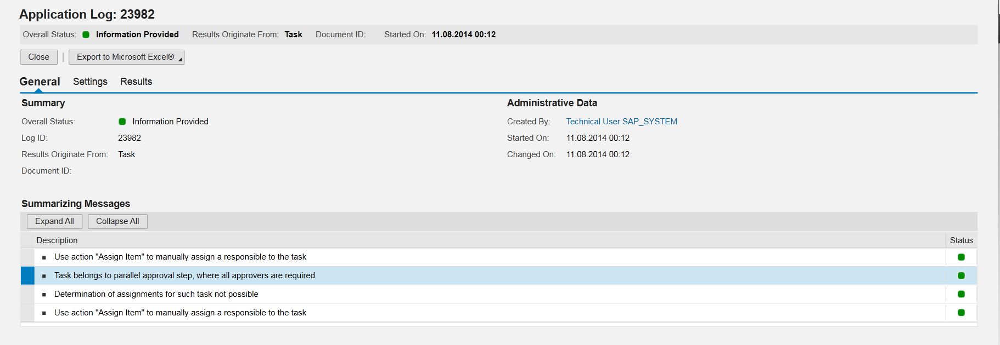 Application Log: 23982
Overall Status: Information Provided Results Originate From: Task Document ID: Started On: 11.08.2014 00:12
Close Export to Microsoft Excel®
General Settings Results
Summary Administrative Data
Overall Status: Information Provided Created By: Technical User SAP_SYSTEM
Log ID: 23982 Started On: 11.08.2014 00:12
Results Originate From: Task Changed On: 11.08.2014 00:12
Document ID:
Summarizing Messages
Expand All Collapse All
Description Status
Use action "Assign Item" to manually assign a responsible to the task
Task belongs to parallel approval step, where all approvers are required
Determination of assignments for such task not possible
Use action "Assign Item" to manually assign a responsible to the task